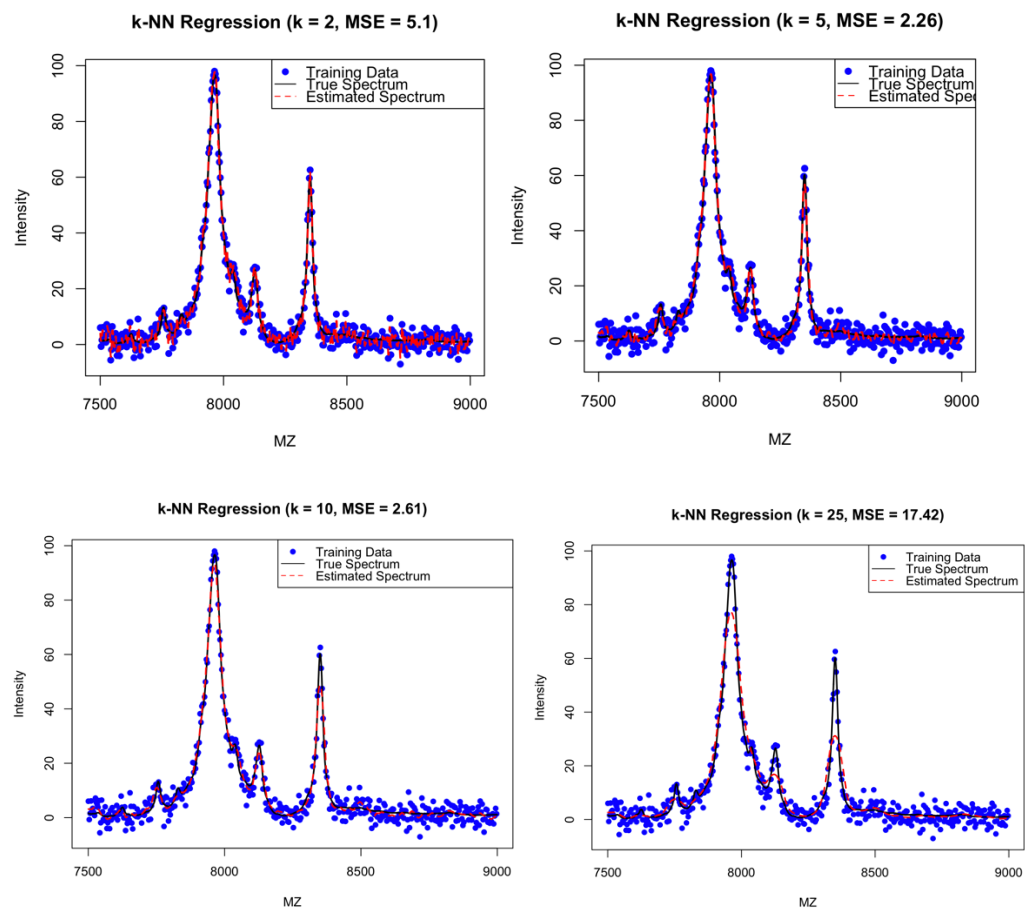 k-NN Regression (k = 2, MSE = 5.1)
Training Data
True Spectrum
Estimated Spectrum
100
80
60
40
20
0
Intensity
7500 8000 8500 9000
MZ
k-NN Regression (k = 5, MSE = 2.26)
Training Data
True Spectrum
Estimated Spec
100
80
60
40
20
0
Intensity
7500 8000 8500 9000
MZ
k-NN Regression (k = 10, MSE = 2.61)
Training Data
True Spectrum
Estimated Spectrum
100
80
60
40
20
0
Intensity
7500 8000 8500 9000
MZ
k-NN Regression (k = 25, MSE = 17.42)
Training Data
True Spectrum
Estimated Spectrum
100
80
60
40
20
0
Intensity
7500 8000 8500 9000
MZ